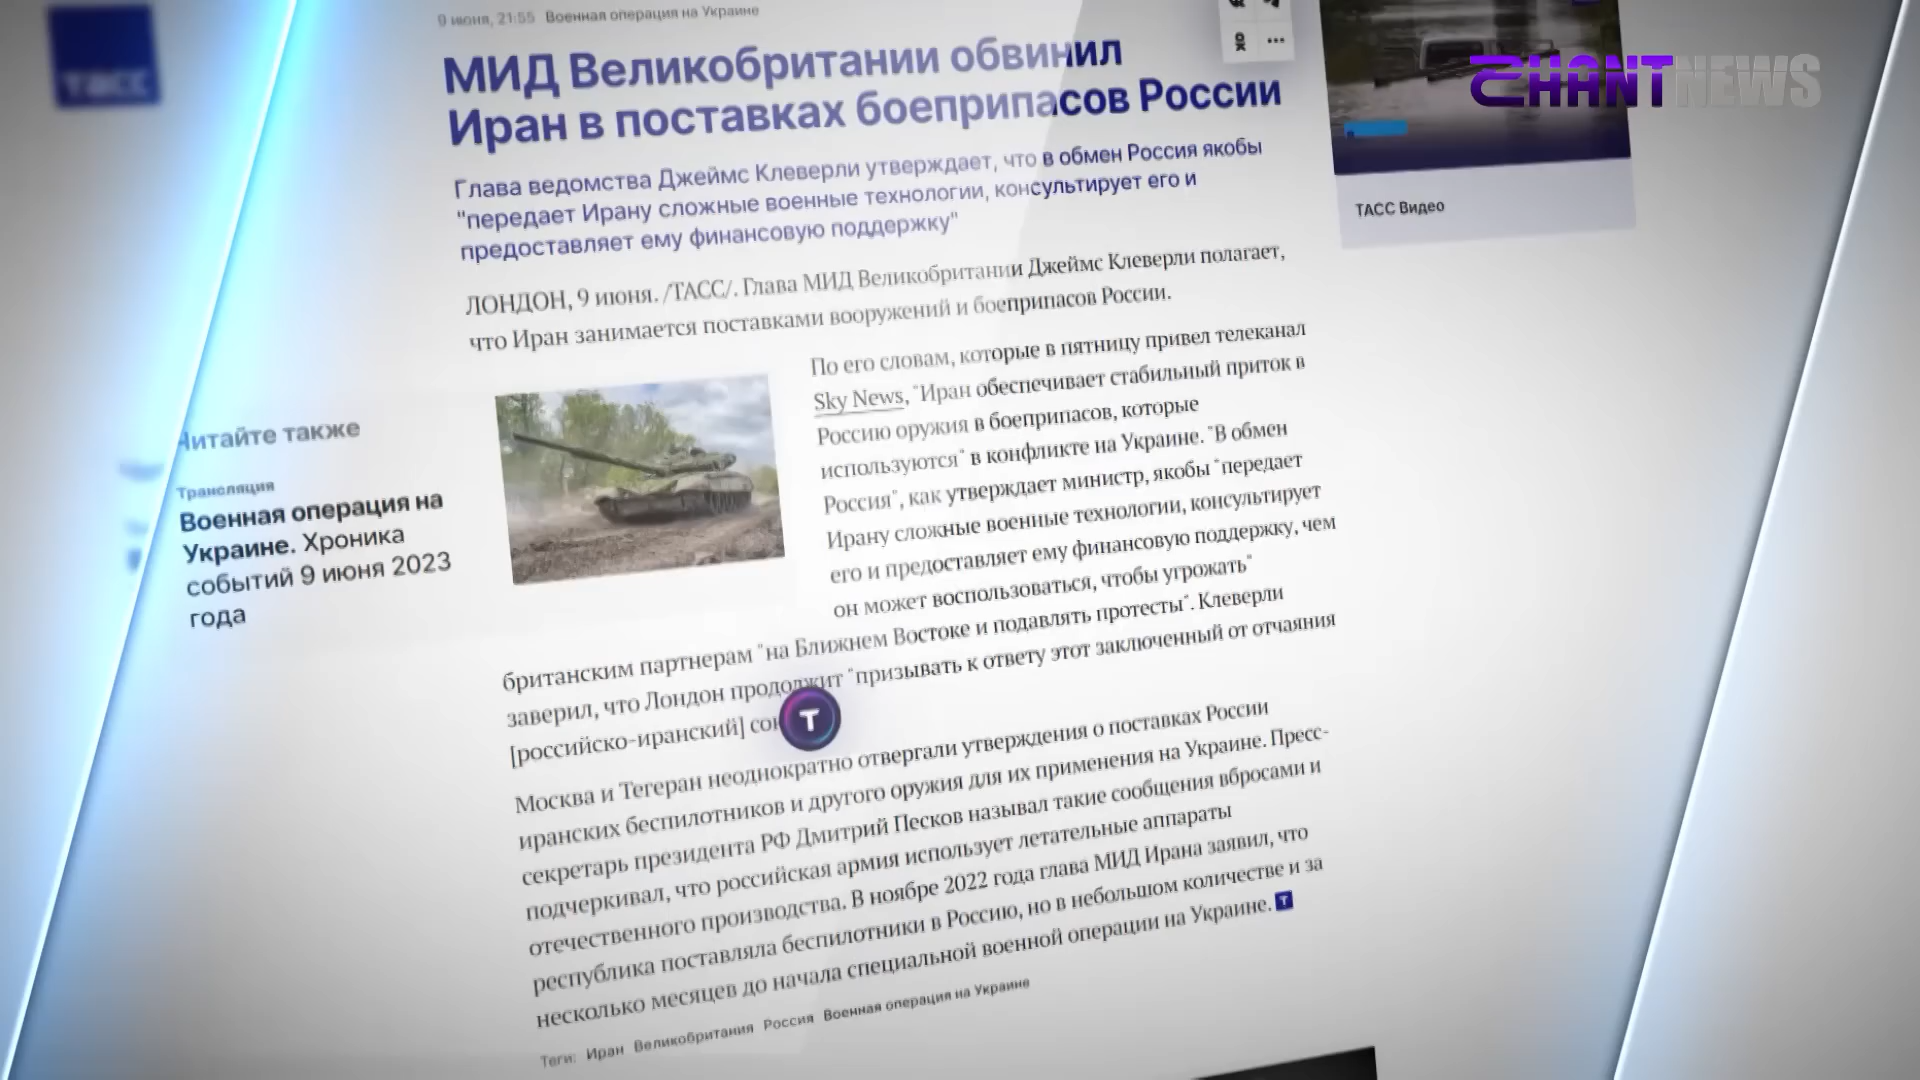 9 июня, 21:55 Военная операция на Украине
ТАСС
SHANTNEWS
МИД Великобритании обвинил
Иран в поставках боеприпасов России
Глава ведомства Джеймс Клеверли утверждает, что в обмен Россия якобы
"передает Ирану сложные военные технологии, консультирует его и
предоставляет ему финансовую поддержку"
ТАСС Видео
ЛОНДОН, 9 июня. /ТАСС/. Глава МИД Великобритании Джеймс Клеверли полагает,
что Иран занимается поставками вооружений и боеприпасов России.
По его словам, которые в пятницу привел телеканал
Sky News, "Иран обеспечивает стабильный приток в
Россию оружия в боеприпасов, которые
используются" в конфликте на Украине. "В обмен
Россия", как утверждает министр, якобы "передает
Ирану сложные военные технологии, консультирует
его и предоставляет ему финансовую поддержку, чем
он может воспользоваться, чтобы угрожать"
британским партнерам "на Ближнем Востоке и подавлять протесты". Клеверли
заверил, что Лондон продолжит "призывать к ответу этот заключенный от отчаяния
[российско-иранский]
Читайте также
Трансляция
Военная операция на
Украине. Хроника
событий 9 июня 2023
года
Т
Москва и Тегеран неоднократно отвергали утверждения о поставках России
иранских беспилотников и другого оружия для их применения на Украине. Пресс-
секретарь президента РФ Дмитрий Песков называл такие сообщения вбросами и
подчеркивал, что российская армия использует летательные аппараты
отечественного производства. В ноябре 2022 года глава МИД Ирана заявил, что
республика поставляла беспилотники в Россию, но в небольшом количестве и за
несколько месяцев до начала специальной военной операции на Украине. Т
Теги: Иран Великобритания Россия Военная операция на Украине